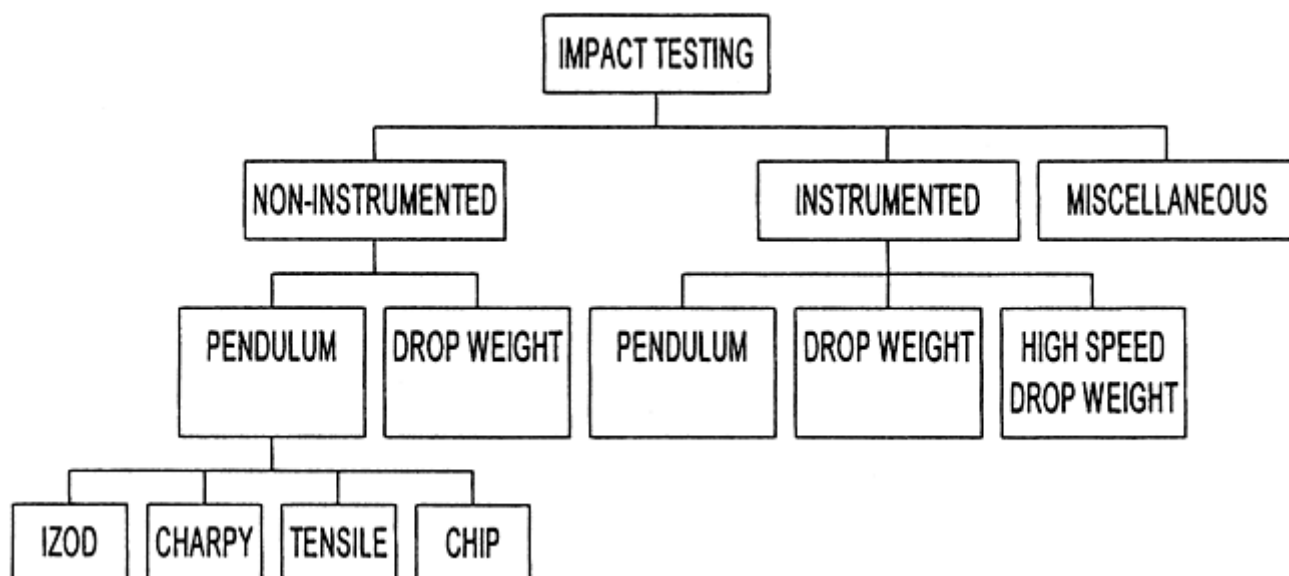 IMPACT TESTING
NON-INSTRUMENTED
INSTRUMENTED
MISCELLANEOUS
PENDULUM
DROP WEIGHT
PENDULUM
DROP WEIGHT
HIGH SPEED
DROP WEIGHT
IZOD
CHARPY
TENSILE
CHIP